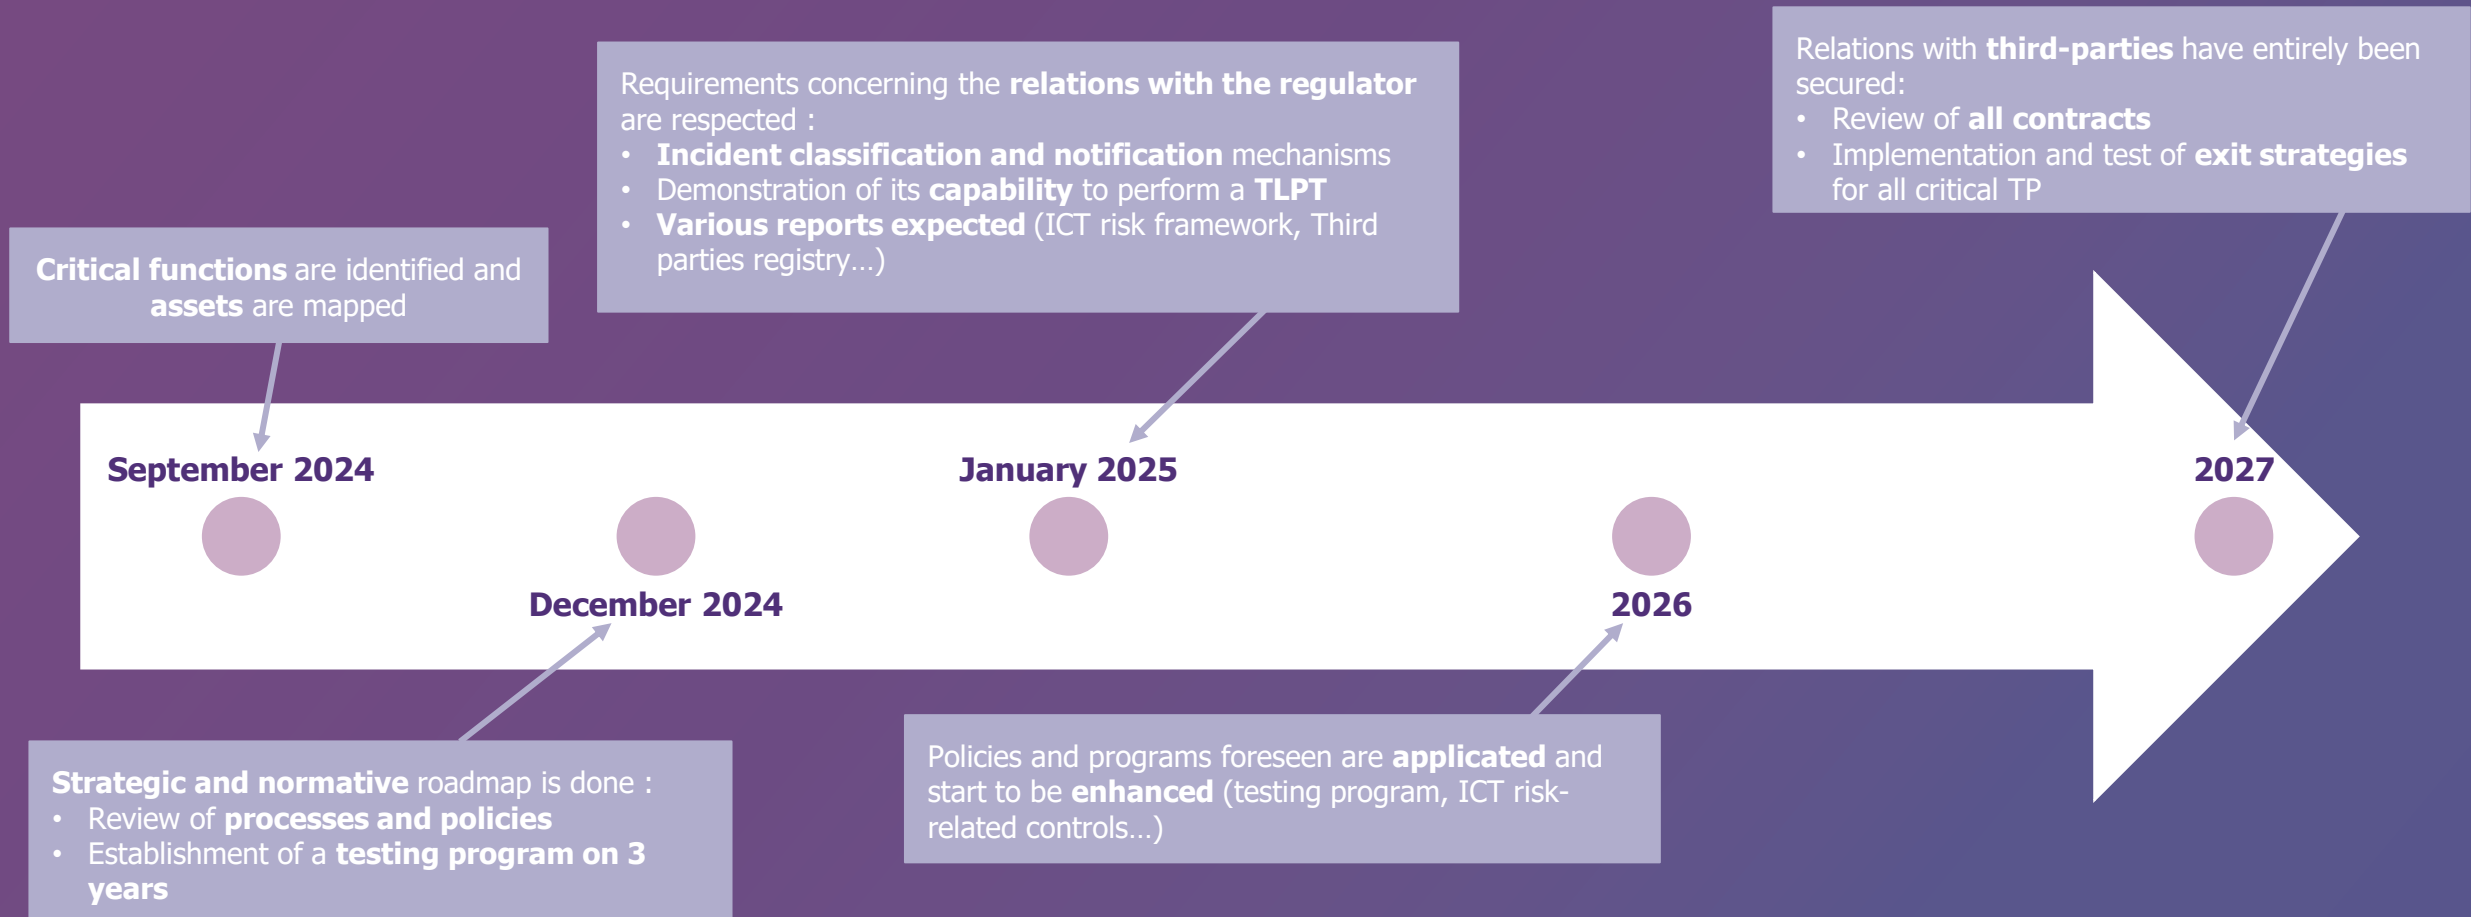 Relations with third-parties have entirely been
secured:
• Review of all contracts
• Implementation and test of exit strategies
for all critical TP
Requirements concerning the relations with the regulator
are respected :
• Incident classification and notification mechanisms
• Demonstration of its capability to perform a TLPT
• Various reports expected (ICT risk framework, Third
parties registry…)
Critical functions are identified and
assets are mapped
September 2024
January 2025
2027
December 2024
2026
Strategic and normative roadmap is done :
• Review of processes and policies
• Establishment of a testing program on 3
years
Policies and programs foreseen are applicated and
start to be enhanced (testing program, ICT risk-
related controls…)